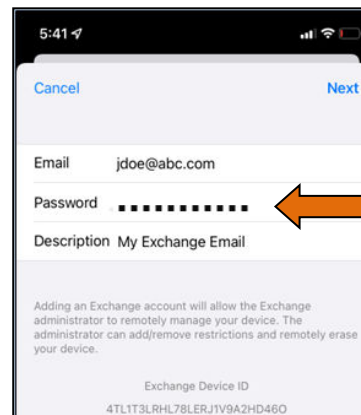 5:41
Cancel Next
Email jdoe@abc.com
Password ▪▪▪▪▪▪▪▪▪▪▪
Description My Exchange Email
Adding an Exchange account will allow the Exchange
administrator to remotely manage your device. The
administrator can add/remove restrictions and remotely erase
your device.
Exchange Device ID
4TL1T3LRHL78LERJ1V9A2HD46O